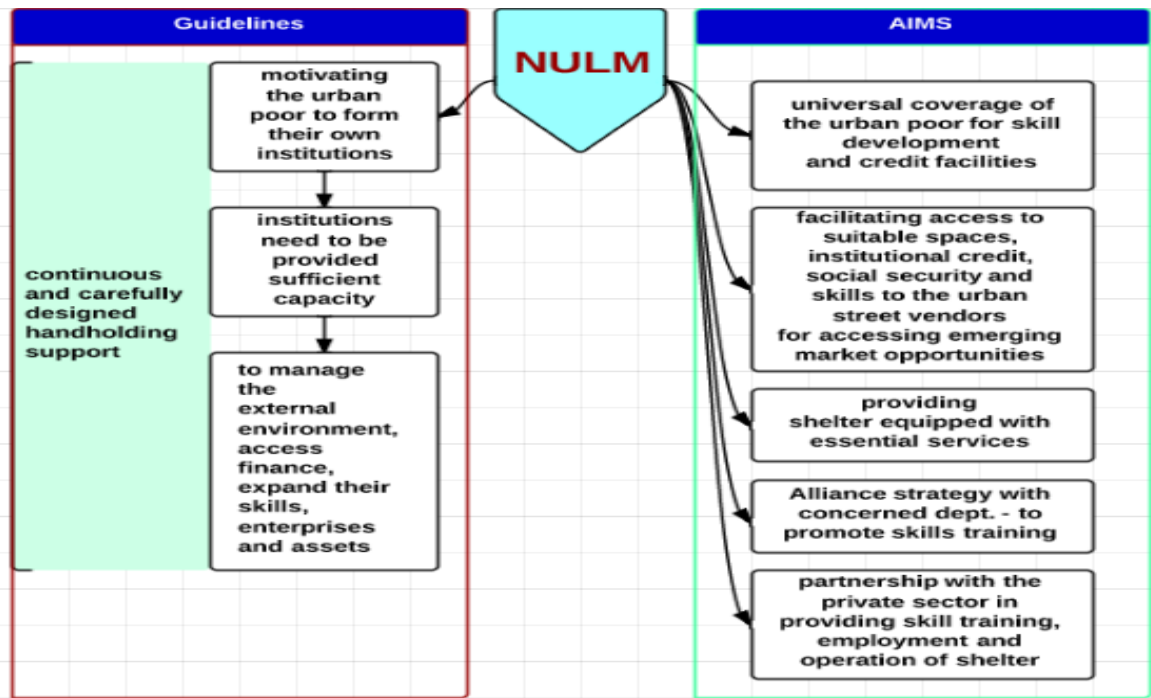 Guidelines
continuous
and carefully
designed
handholding
support
motivating
the urban
poor to form
their own
institutions
institutions
need to be
provided
sufficient
capacity
to manage
the
external
environment,
access
finance,
expand their
skills,
enterprises
and assets
NULM
AIMS
universal coverage of
the urban poor for skill
development
and credit facilities
facilitating access to
suitable spaces,
institutional credit,
social security and
skills to the urban
street vendors
for accessing emerging
market opportunities
providing
shelter equipped with
essential services
Alliance strategy with
concerned dept. - to
promote skills training
partnership with the
private sector in
providing skill training,
employment and
operation of shelter